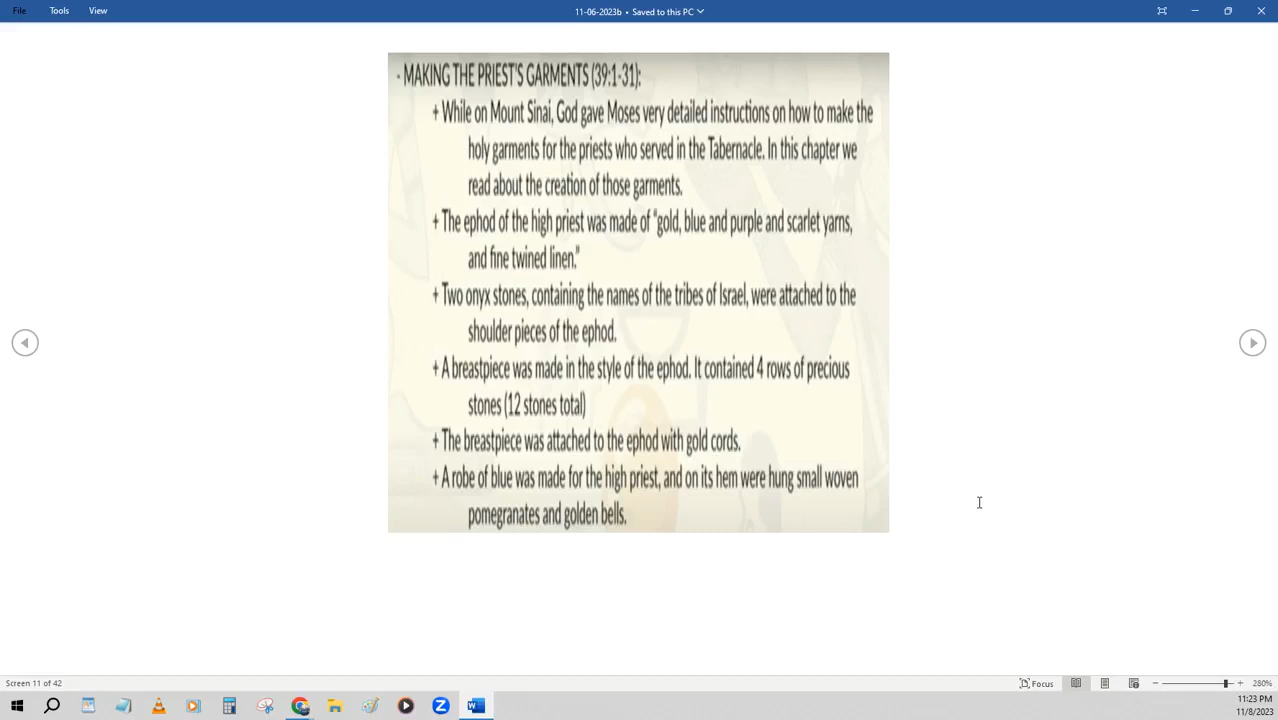 File Tools View 11-06-2023b • Saved to this PC
- MAKING THE PRIEST'S GARMENTS (39:1-31):
+ While on Mount Sinai, God gave Moses very detailed instructions on how to make the
holy garments for the priests who served in the Tabernacle. In this chapter we
read about the creation of those garments.
+ The ephod of the high priest was made of "gold, blue and purple and scarlet yarns,
and fine twined linen."
+ Two onyx stones, containing the names of the tribes of Israel, were attached to the
shoulder pieces of the ephod.
+ A breastpiece was made in the style of the ephod. It contained 4 rows of precious
stones (12 stones total)
+ The breastpiece was attached to the ephod with gold cords.
+ A robe of blue was made for the high priest, and on its hem were hung small woven
pomegranates and golden bells.
Screen 11 of 42 Focus 280%
11:23 PM
11/8/2023